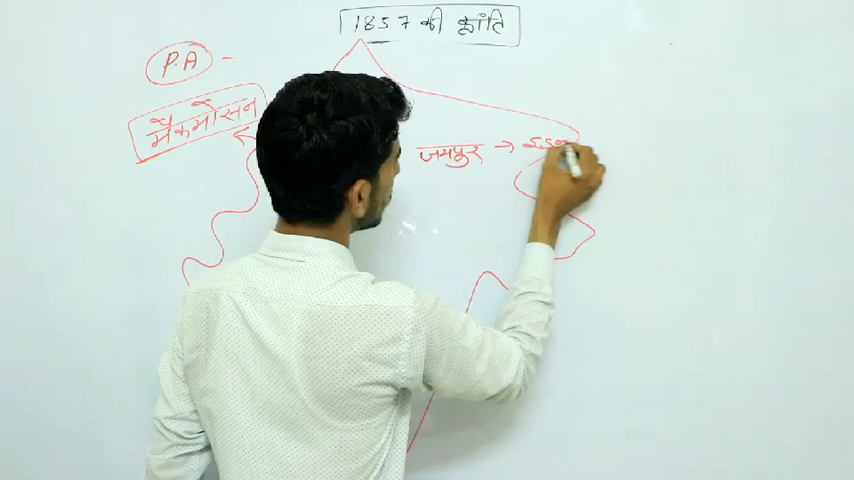 1857 की क्रांति
P.A -
मैकमोसन
जयपुर →